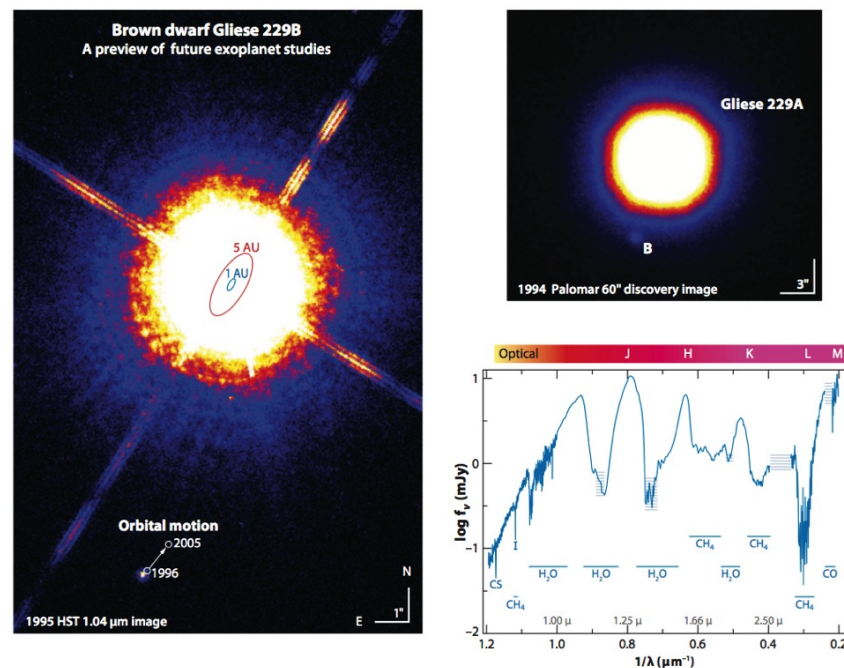 Brown dwarf Gliese 229B
A preview of future exoplanet studies
5 AU
1 AU
Orbital motion
2005
1996
1995 HST 1.04 μm image
E
N
1"
Gliese 229A
B
1994 Palomar 60" discovery image
3"
Optical
J
H
K
L
M
log fν (mJy)
1
0
−1
−2
CS
I
CH4
H2O
H2O
H2O
CH4
H2O
CH4
CH4
CO
1.00 μ
1.25 μ
1.66 μ
2.50 μ
1.2
1.0
0.8
0.6
0.4
0.2
1/λ (μm⁻¹)